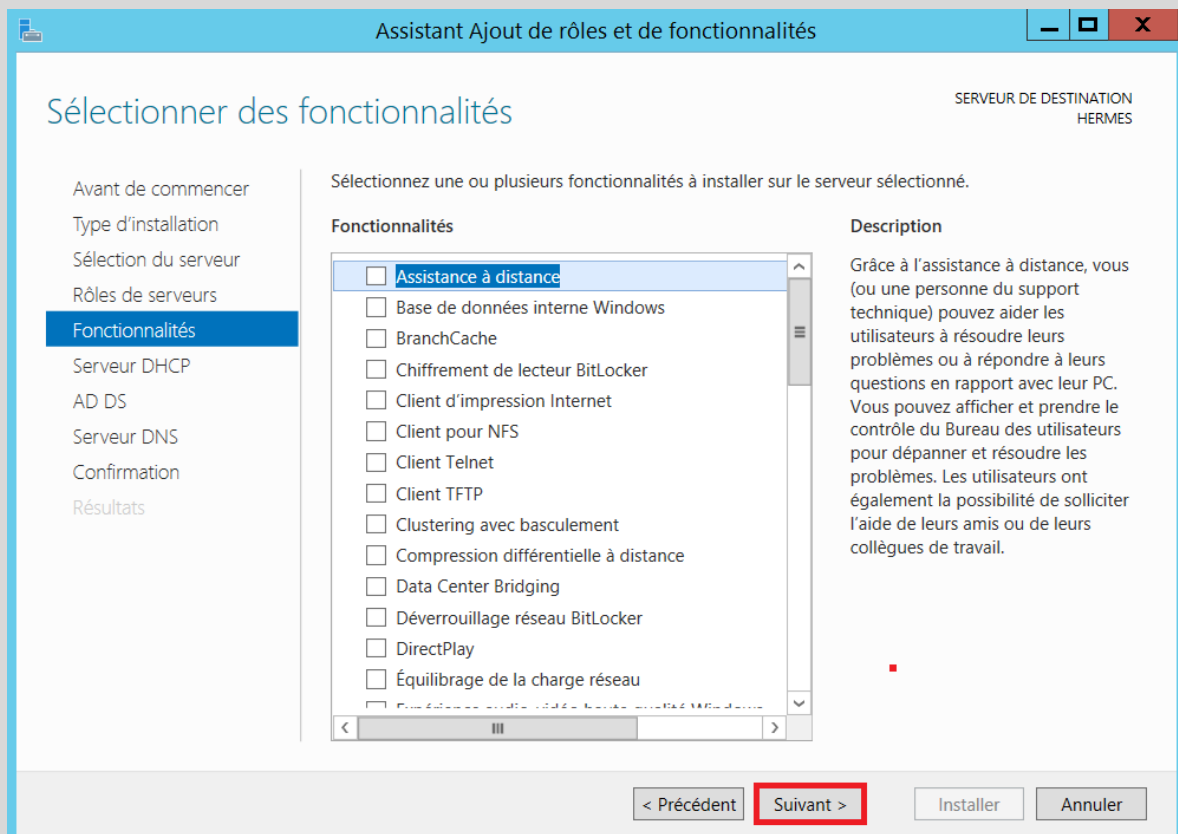 Assistant Ajout de rôles et de fonctionnalités
Sélectionner des fonctionnalités
SERVEUR DE DESTINATION
HERMES
Avant de commencer
Type d'installation
Sélection du serveur
Rôles de serveurs
Fonctionnalités
Serveur DHCP
AD DS
Serveur DNS
Confirmation
Résultats
Sélectionnez une ou plusieurs fonctionnalités à installer sur le serveur sélectionné.
Fonctionnalités
Assistance à distance
Base de données interne Windows
BranchCache
Chiffrement de lecteur BitLocker
Client d'impression Internet
Client pour NFS
Client Telnet
Client TFTP
Clustering avec basculement
Compression différentielle à distance
Data Center Bridging
Déverrouillage réseau BitLocker
DirectPlay
Équilibrage de la charge réseau
Expérience audio-vidéo haute qualité Windows
Description
Grâce à l'assistance à distance, vous
(ou une personne du support
technique) pouvez aider les
utilisateurs à résoudre leurs
problèmes ou à répondre à leurs
questions en rapport avec leur PC.
Vous pouvez afficher et prendre le
contrôle du Bureau des utilisateurs
pour dépanner et résoudre les
problèmes. Les utilisateurs ont
également la possibilité de solliciter
l'aide de leurs amis ou de leurs
collègues de travail.
< Précédent
Suivant >
Installer
Annuler